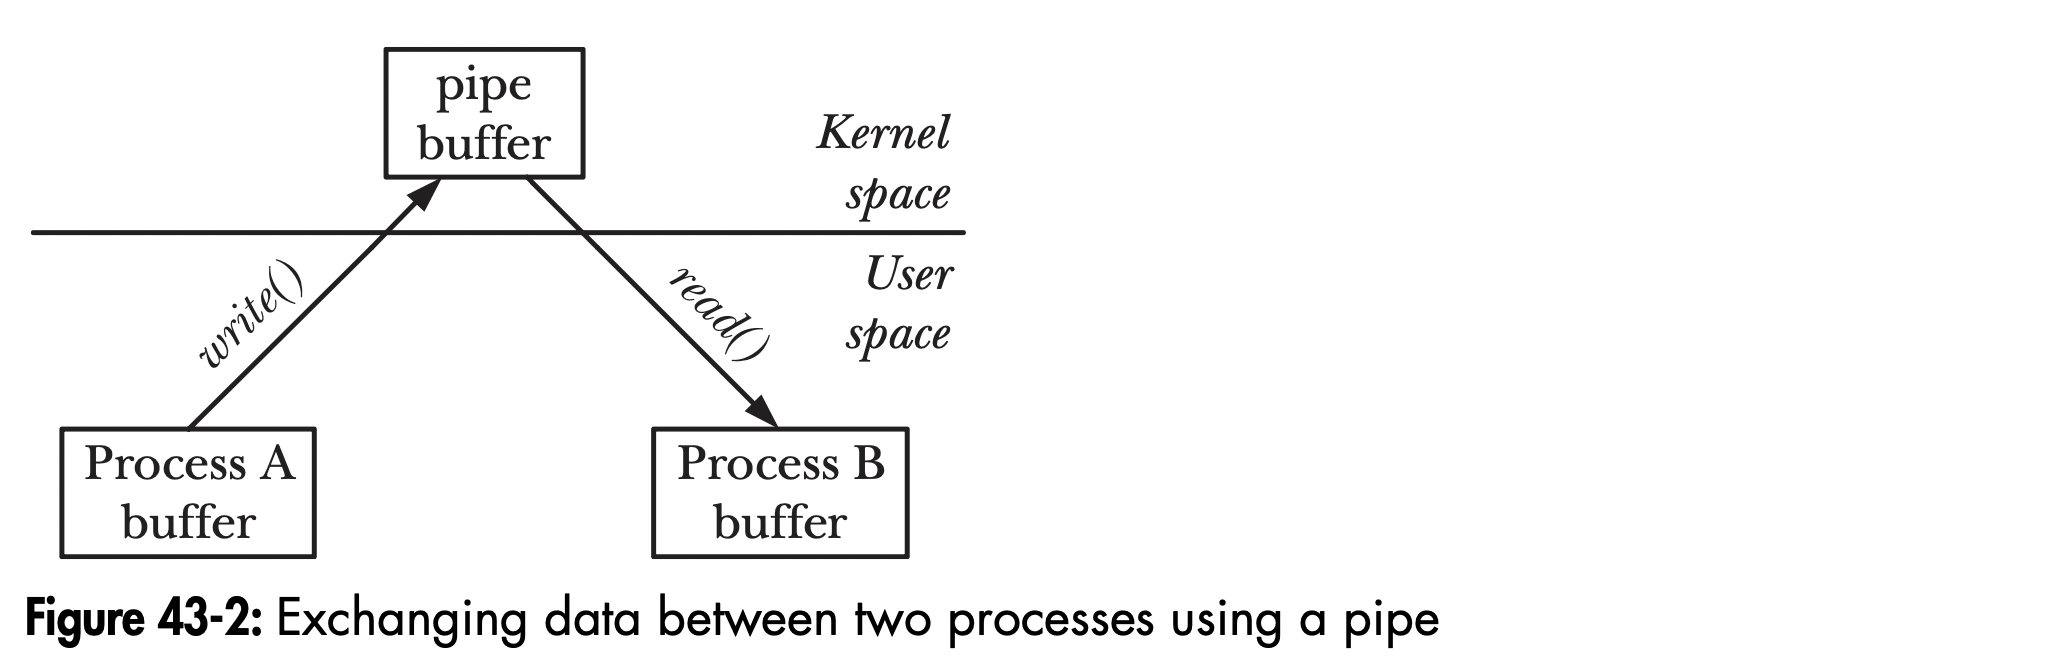 pipe
buffer
Kernel
space
write()
read()
User
space
Process A
buffer
Process B
buffer
Figure 43-2: Exchanging data between two processes using a pipe